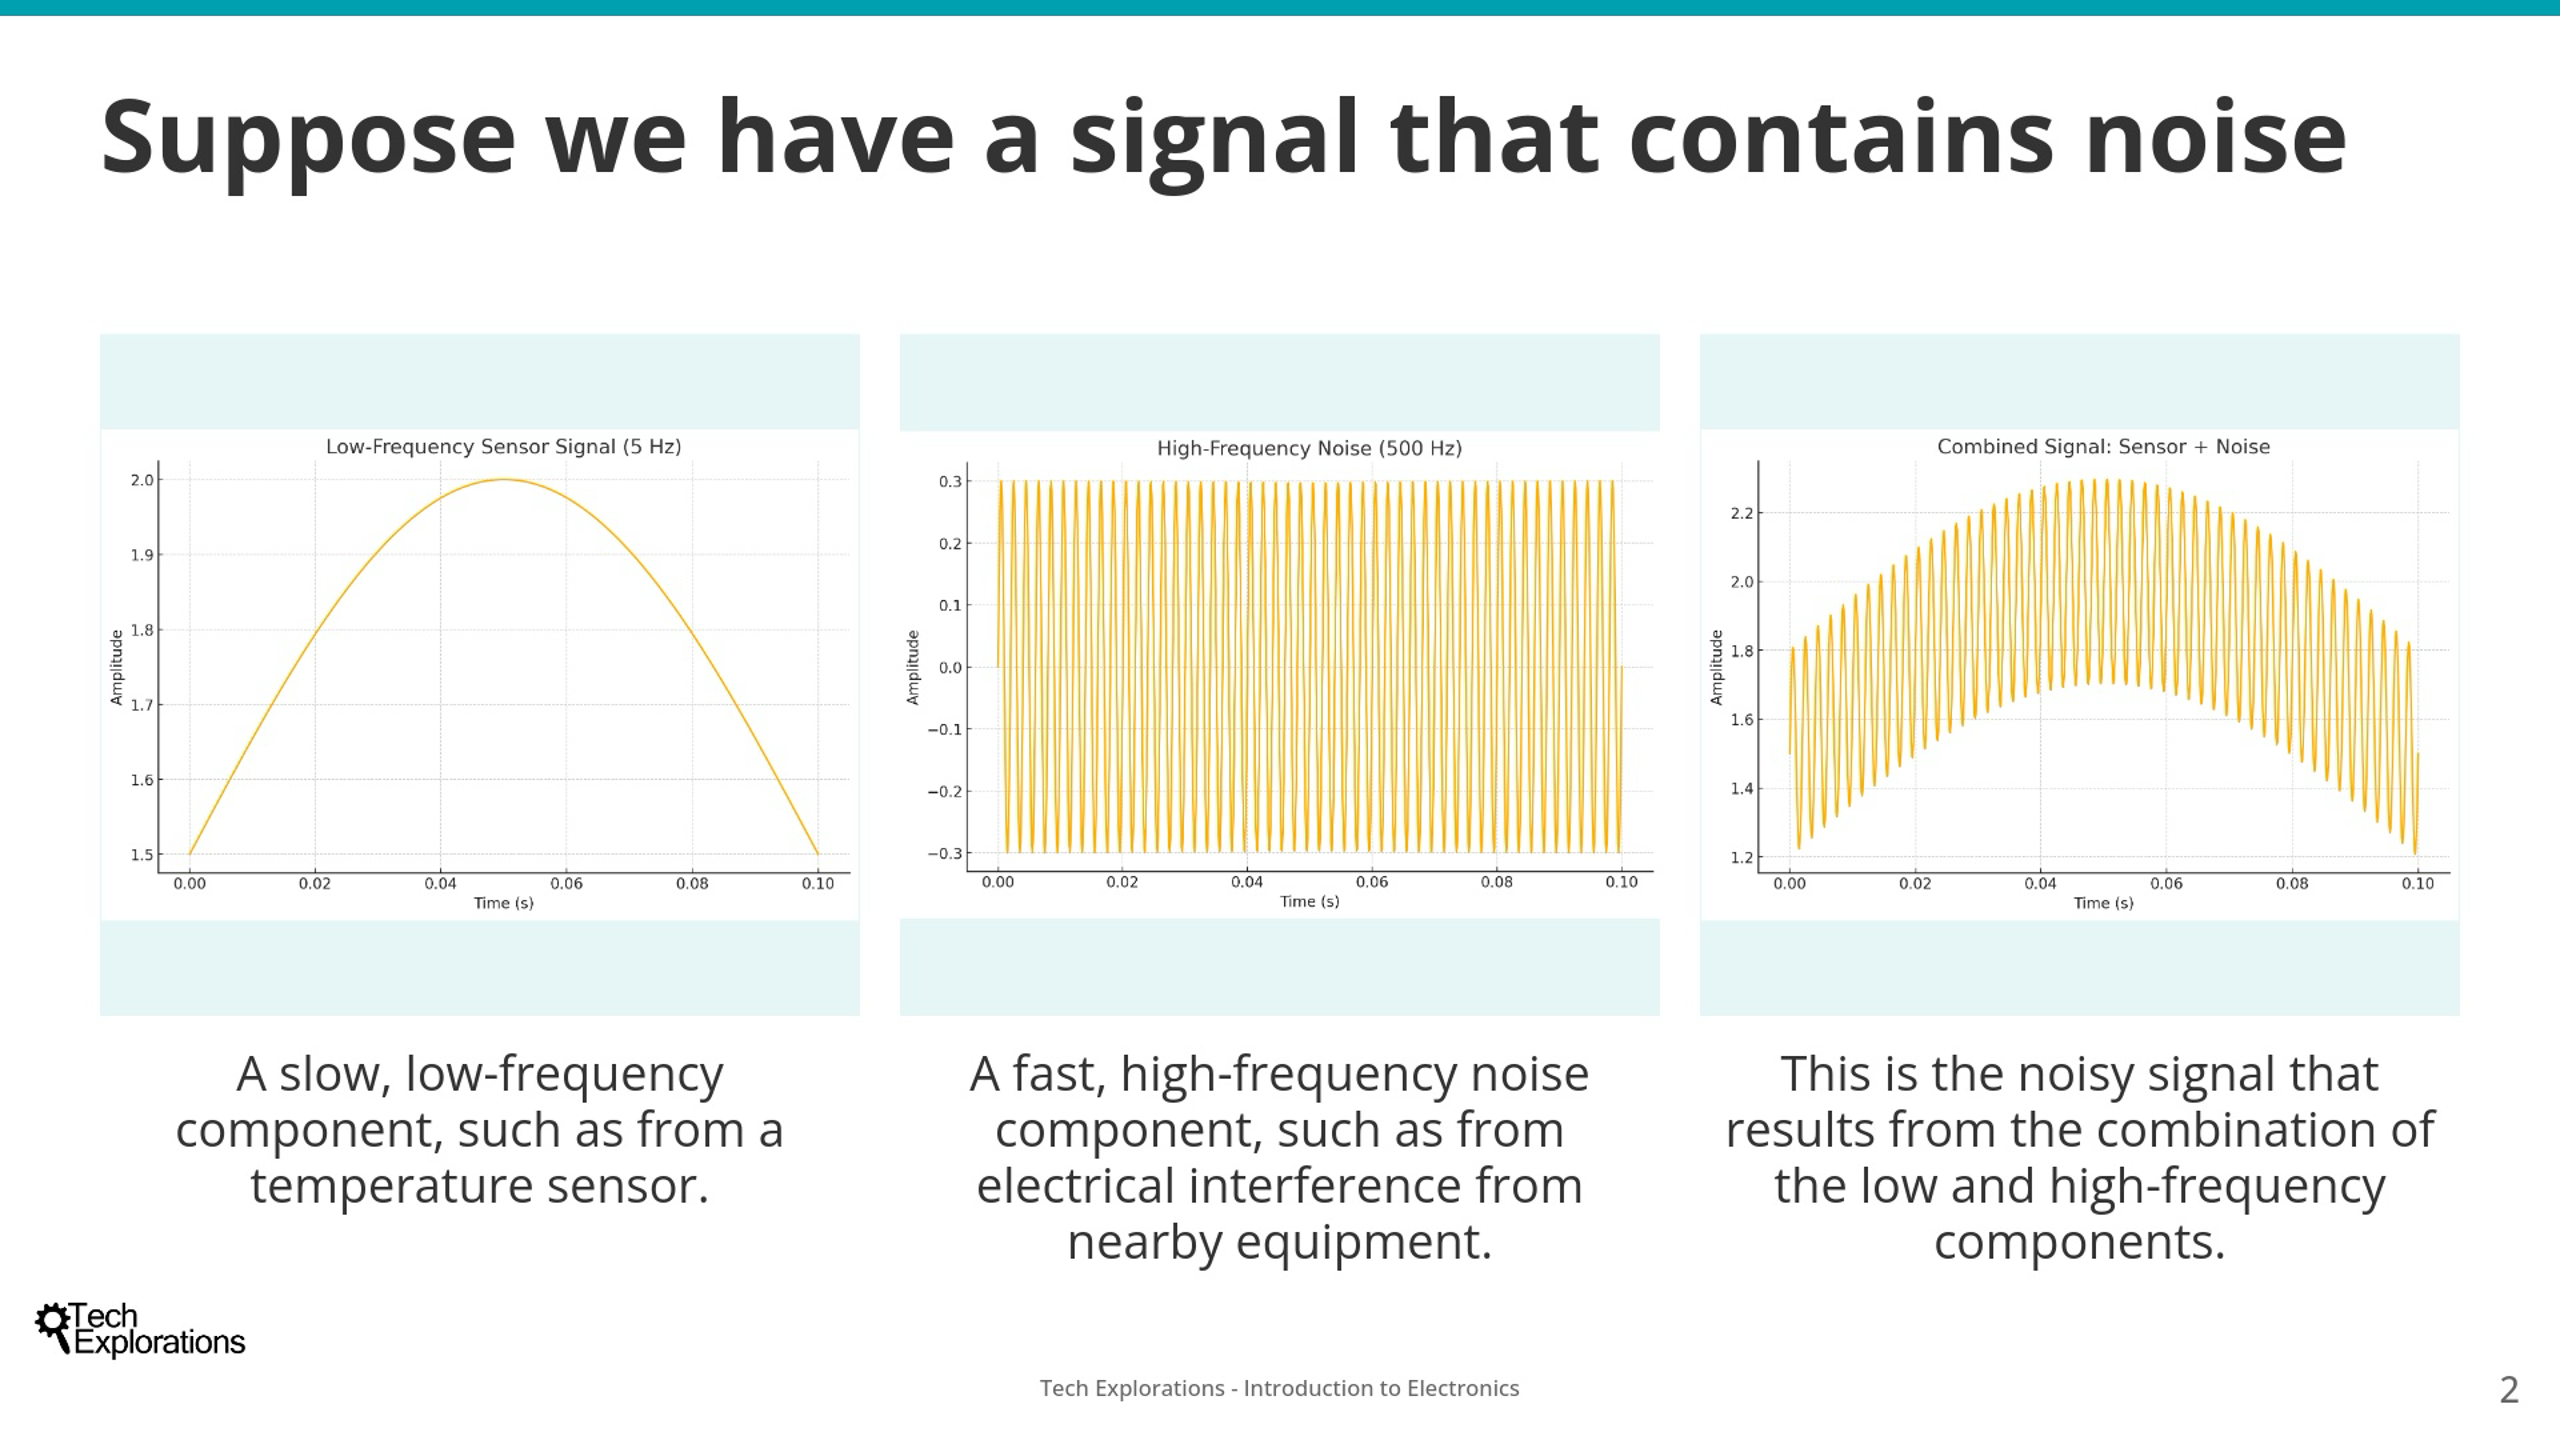 Suppose we have a signal that contains noise
Low-Frequency Sensor Signal (5 Hz)
2.0
1.9
1.8
1.7
1.6
1.5
Amplitude
0.00 0.02 0.04 0.06 0.08 0.10
Time (s)
High-Frequency Noise (500 Hz)
0.3
0.2
0.1
0.0
−0.1
−0.2
−0.3
Amplitude
0.00 0.02 0.04 0.06 0.08 0.10
Time (s)
Combined Signal: Sensor + Noise
2.2
2.0
1.8
1.6
1.4
1.2
Amplitude
0.00 0.02 0.04 0.06 0.08 0.10
Time (s)
A slow, low-frequency
component, such as from a
temperature sensor.
A fast, high-frequency noise
component, such as from
electrical interference from
nearby equipment.
This is the noisy signal that
results from the combination of
the low and high-frequency
components.
Tech
Explorations
Tech Explorations - Introduction to Electronics
2